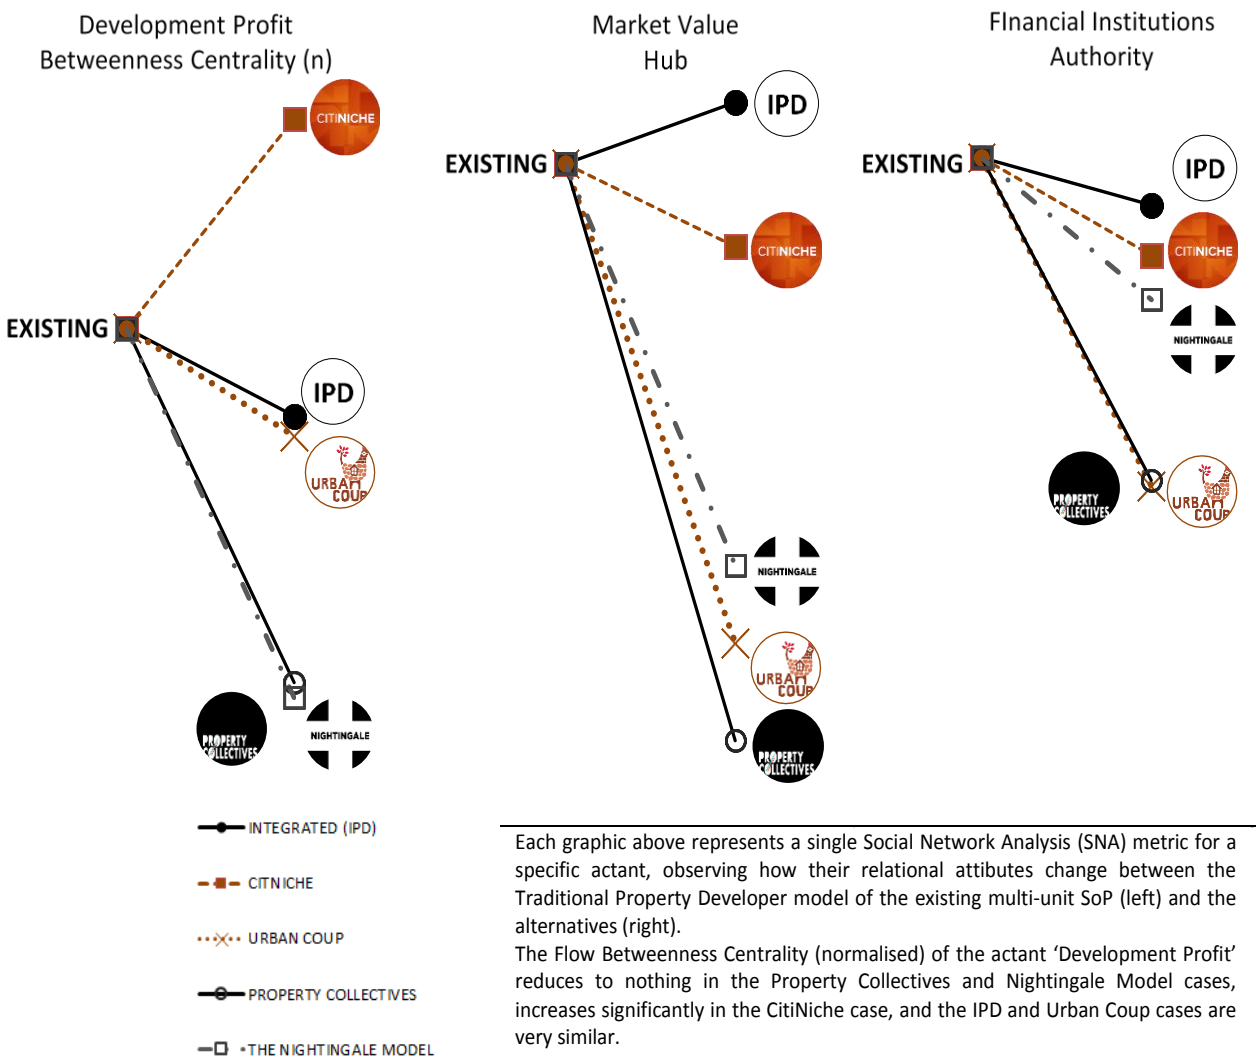 Development Profit
Betweenness Centrality (n)
CITINICHE
EXISTING
IPD
URBAN
COUP
PROPERTY
COLLECTIVES
NIGHTINGALE
Market Value
Hub
IPD
EXISTING
CITINICHE
NIGHTINGALE
URBAN
COUP
PROPERTY
COLLECTIVES
FInancial Institutions
Authority
EXISTING
IPD
CITINICHE
NIGHTINGALE
PROPERTY
COLLECTIVES
URBAN
COUP
INTEGRATED (IPD)
CITNICHE
URBAN COUP
PROPERTY COLLECTIVES
THE NIGHTINGALE MODEL
Each graphic above represents a single Social Network Analysis (SNA) metric for a
specific actant, observing how their relational attibutes change between the
Traditional Property Developer model of the existing multi-unit SoP (left) and the
alternatives (right).
The Flow Betweenness Centrality (normalised) of the actant ‘Development Profit’
reduces to nothing in the Property Collectives and Nightingale Model cases,
increases significantly in the CitiNiche case, and the IPD and Urban Coup cases are
very similar.